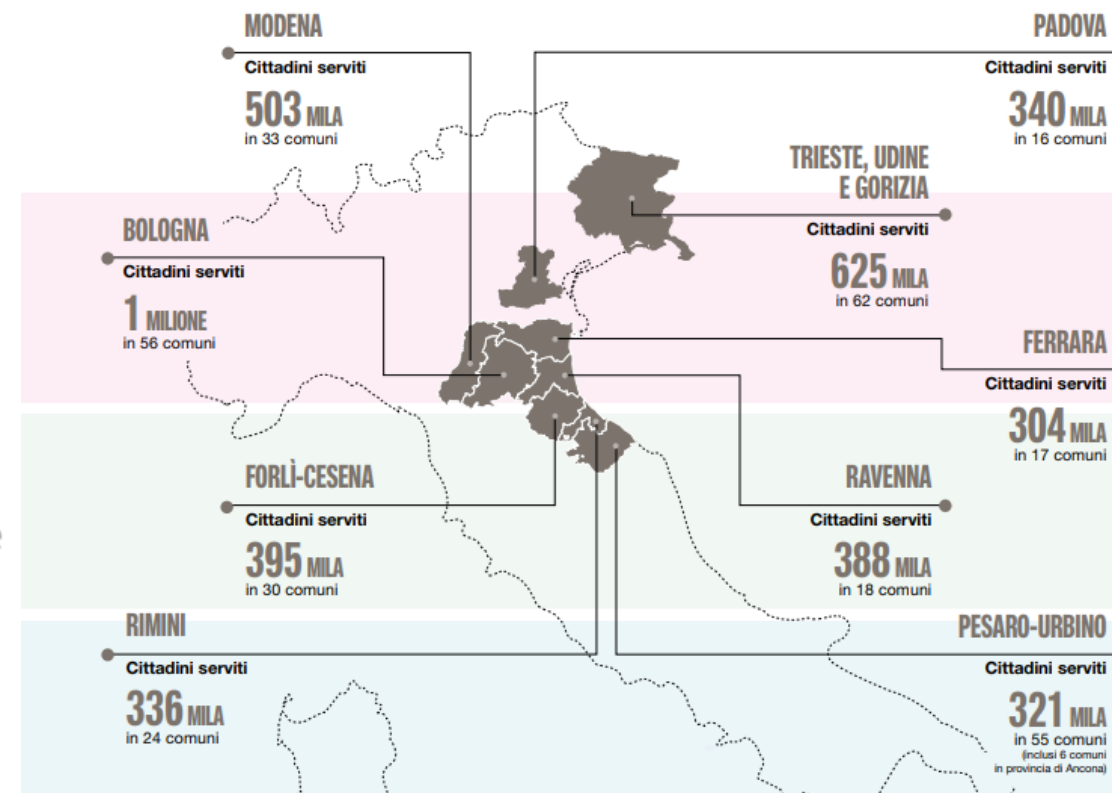 MODENA
Cittadini serviti
503 MILA
in 33 comuni
PADOVA
Cittadini serviti
340 MILA
in 16 comuni
TRIESTE, UDINE
E GORIZIA
Cittadini serviti
625 MILA
in 62 comuni
BOLOGNA
Cittadini serviti
1 MILIONE
in 56 comuni
FERRARA
Cittadini serviti
304 MILA
in 17 comuni
FORLÌ-CESENA
Cittadini serviti
395 MILA
in 30 comuni
RAVENNA
Cittadini serviti
388 MILA
in 18 comuni
RIMINI
Cittadini serviti
336 MILA
in 24 comuni
PESARO-URBINO
Cittadini serviti
321 MILA
in 55 comuni
(inclusi 6 comuni
in provincia di Ancona)